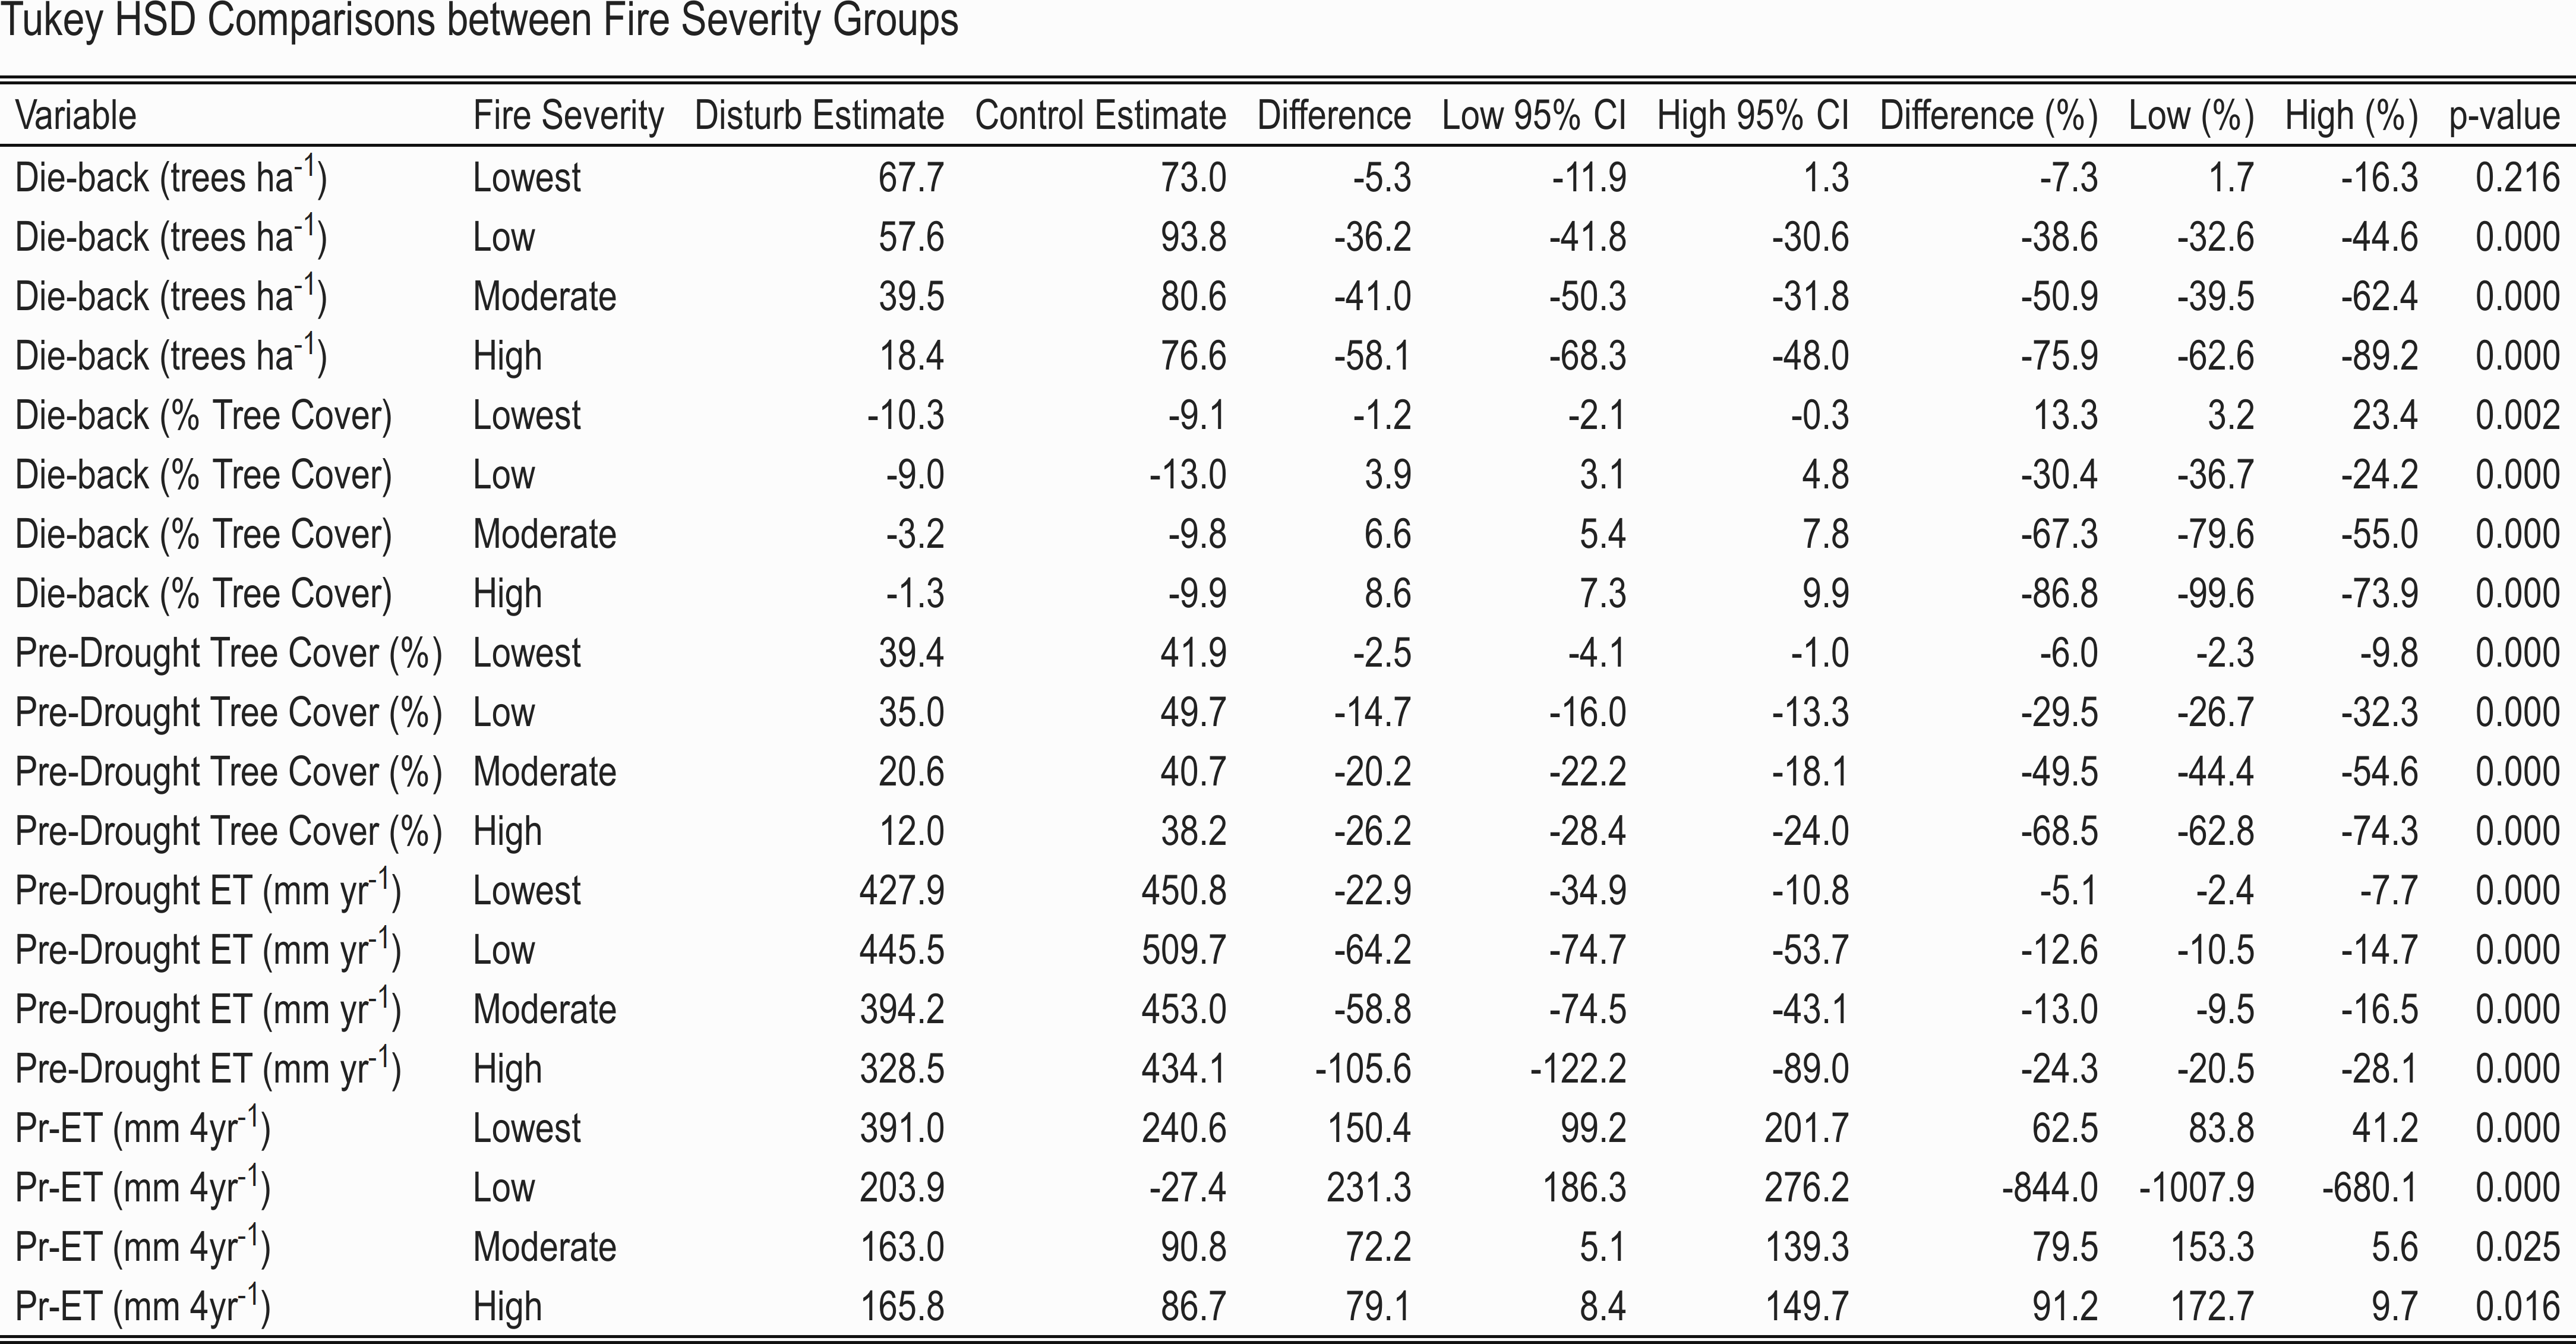 Tukey HSD Comparisons between Fire Severity Groups
Variable Fire Severity Disturb Estimate Control Estimate Difference Low 95% CI High 95% CI Difference (%) Low (%) High (%) p-value
Die-back (trees ha⁻¹) Lowest 67.7 73.0 -5.3 -11.9 1.3 -7.3 1.7 -16.3 0.216
Die-back (trees ha⁻¹) Low 57.6 93.8 -36.2 -41.8 -30.6 -38.6 -32.6 -44.6 0.000
Die-back (trees ha⁻¹) Moderate 39.5 80.6 -41.0 -50.3 -31.8 -50.9 -39.5 -62.4 0.000
Die-back (trees ha⁻¹) High 18.4 76.6 -58.1 -68.3 -48.0 -75.9 -62.6 -89.2 0.000
Die-back (% Tree Cover) Lowest -10.3 -9.1 -1.2 -2.1 -0.3 13.3 3.2 23.4 0.002
Die-back (% Tree Cover) Low -9.0 -13.0 3.9 3.1 4.8 -30.4 -36.7 -24.2 0.000
Die-back (% Tree Cover) Moderate -3.2 -9.8 6.6 5.4 7.8 -67.3 -79.6 -55.0 0.000
Die-back (% Tree Cover) High -1.3 -9.9 8.6 7.3 9.9 -86.8 -99.6 -73.9 0.000
Pre-Drought Tree Cover (%) Lowest 39.4 41.9 -2.5 -4.1 -1.0 -6.0 -2.3 -9.8 0.000
Pre-Drought Tree Cover (%) Low 35.0 49.7 -14.7 -16.0 -13.3 -29.5 -26.7 -32.3 0.000
Pre-Drought Tree Cover (%) Moderate 20.6 40.7 -20.2 -22.2 -18.1 -49.5 -44.4 -54.6 0.000
Pre-Drought Tree Cover (%) High 12.0 38.2 -26.2 -28.4 -24.0 -68.5 -62.8 -74.3 0.000
Pre-Drought ET (mm yr⁻¹) Lowest 427.9 450.8 -22.9 -34.9 -10.8 -5.1 -2.4 -7.7 0.000
Pre-Drought ET (mm yr⁻¹) Low 445.5 509.7 -64.2 -74.7 -53.7 -12.6 -10.5 -14.7 0.000
Pre-Drought ET (mm yr⁻¹) Moderate 394.2 453.0 -58.8 -74.5 -43.1 -13.0 -9.5 -16.5 0.000
Pre-Drought ET (mm yr⁻¹) High 328.5 434.1 -105.6 -122.2 -89.0 -24.3 -20.5 -28.1 0.000
Pr-ET (mm 4yr⁻¹) Lowest 391.0 240.6 150.4 99.2 201.7 62.5 83.8 41.2 0.000
Pr-ET (mm 4yr⁻¹) Low 203.9 -27.4 231.3 186.3 276.2 -844.0 -1007.9 -680.1 0.000
Pr-ET (mm 4yr⁻¹) Moderate 163.0 90.8 72.2 5.1 139.3 79.5 153.3 5.6 0.025
Pr-ET (mm 4yr⁻¹) High 165.8 86.7 79.1 8.4 149.7 91.2 172.7 9.7 0.016